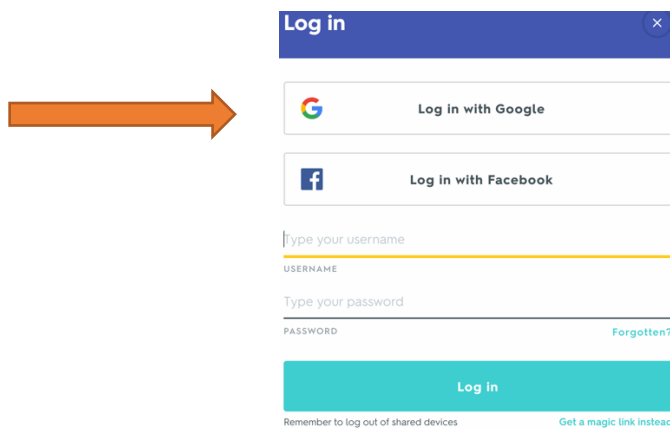 Log in
Log in with Google
Log in with Facebook
Type your username
USERNAME
Type your password
PASSWORD Forgotten?
Log in
Remember to log out of shared devices Get a magic link instead